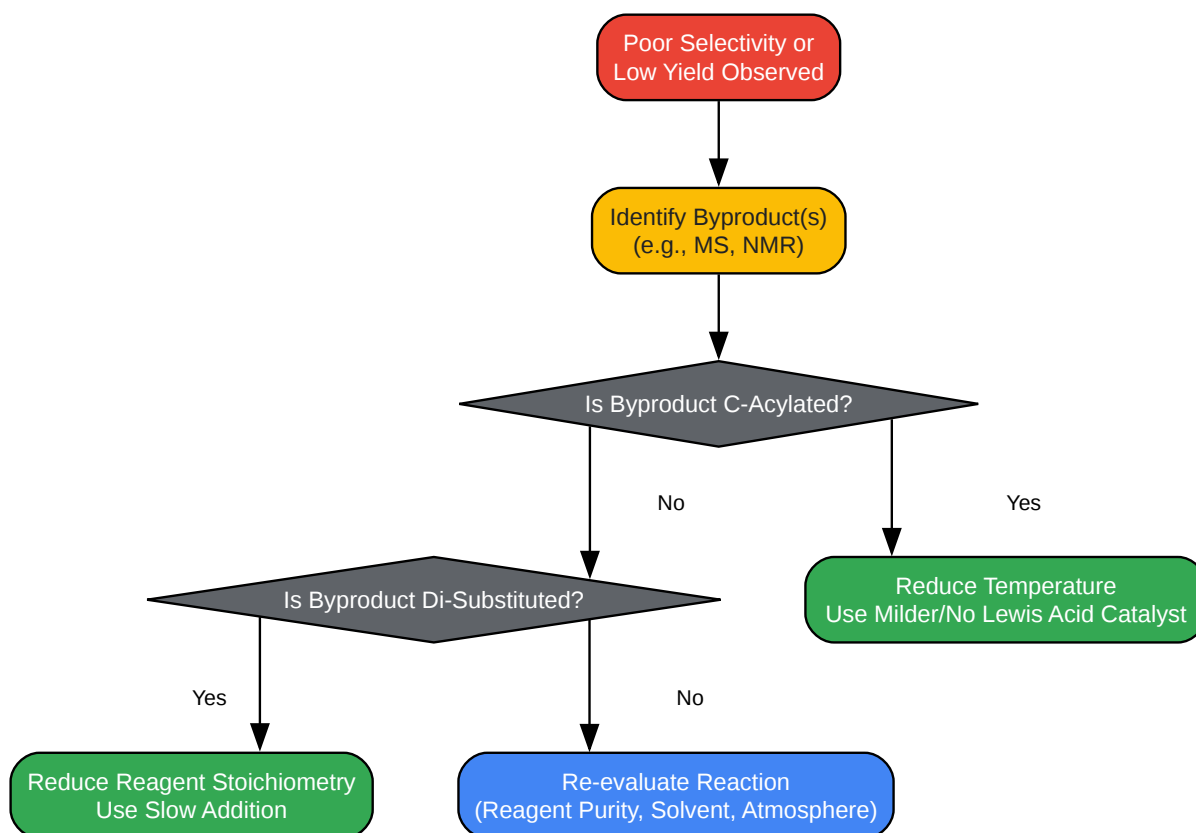 Poor Selectivity or
Low Yield Observed
Identify Byproduct(s)
(e.g., MS, NMR)
Is Byproduct C-Acylated?
No
Yes
Is Byproduct Di-Substituted?
Reduce Temperature
Use Milder/No Lewis Acid Catalyst
Yes
No
Reduce Reagent Stoichiometry
Use Slow Addition
Re-evaluate Reaction
(Reagent Purity, Solvent, Atmosphere)